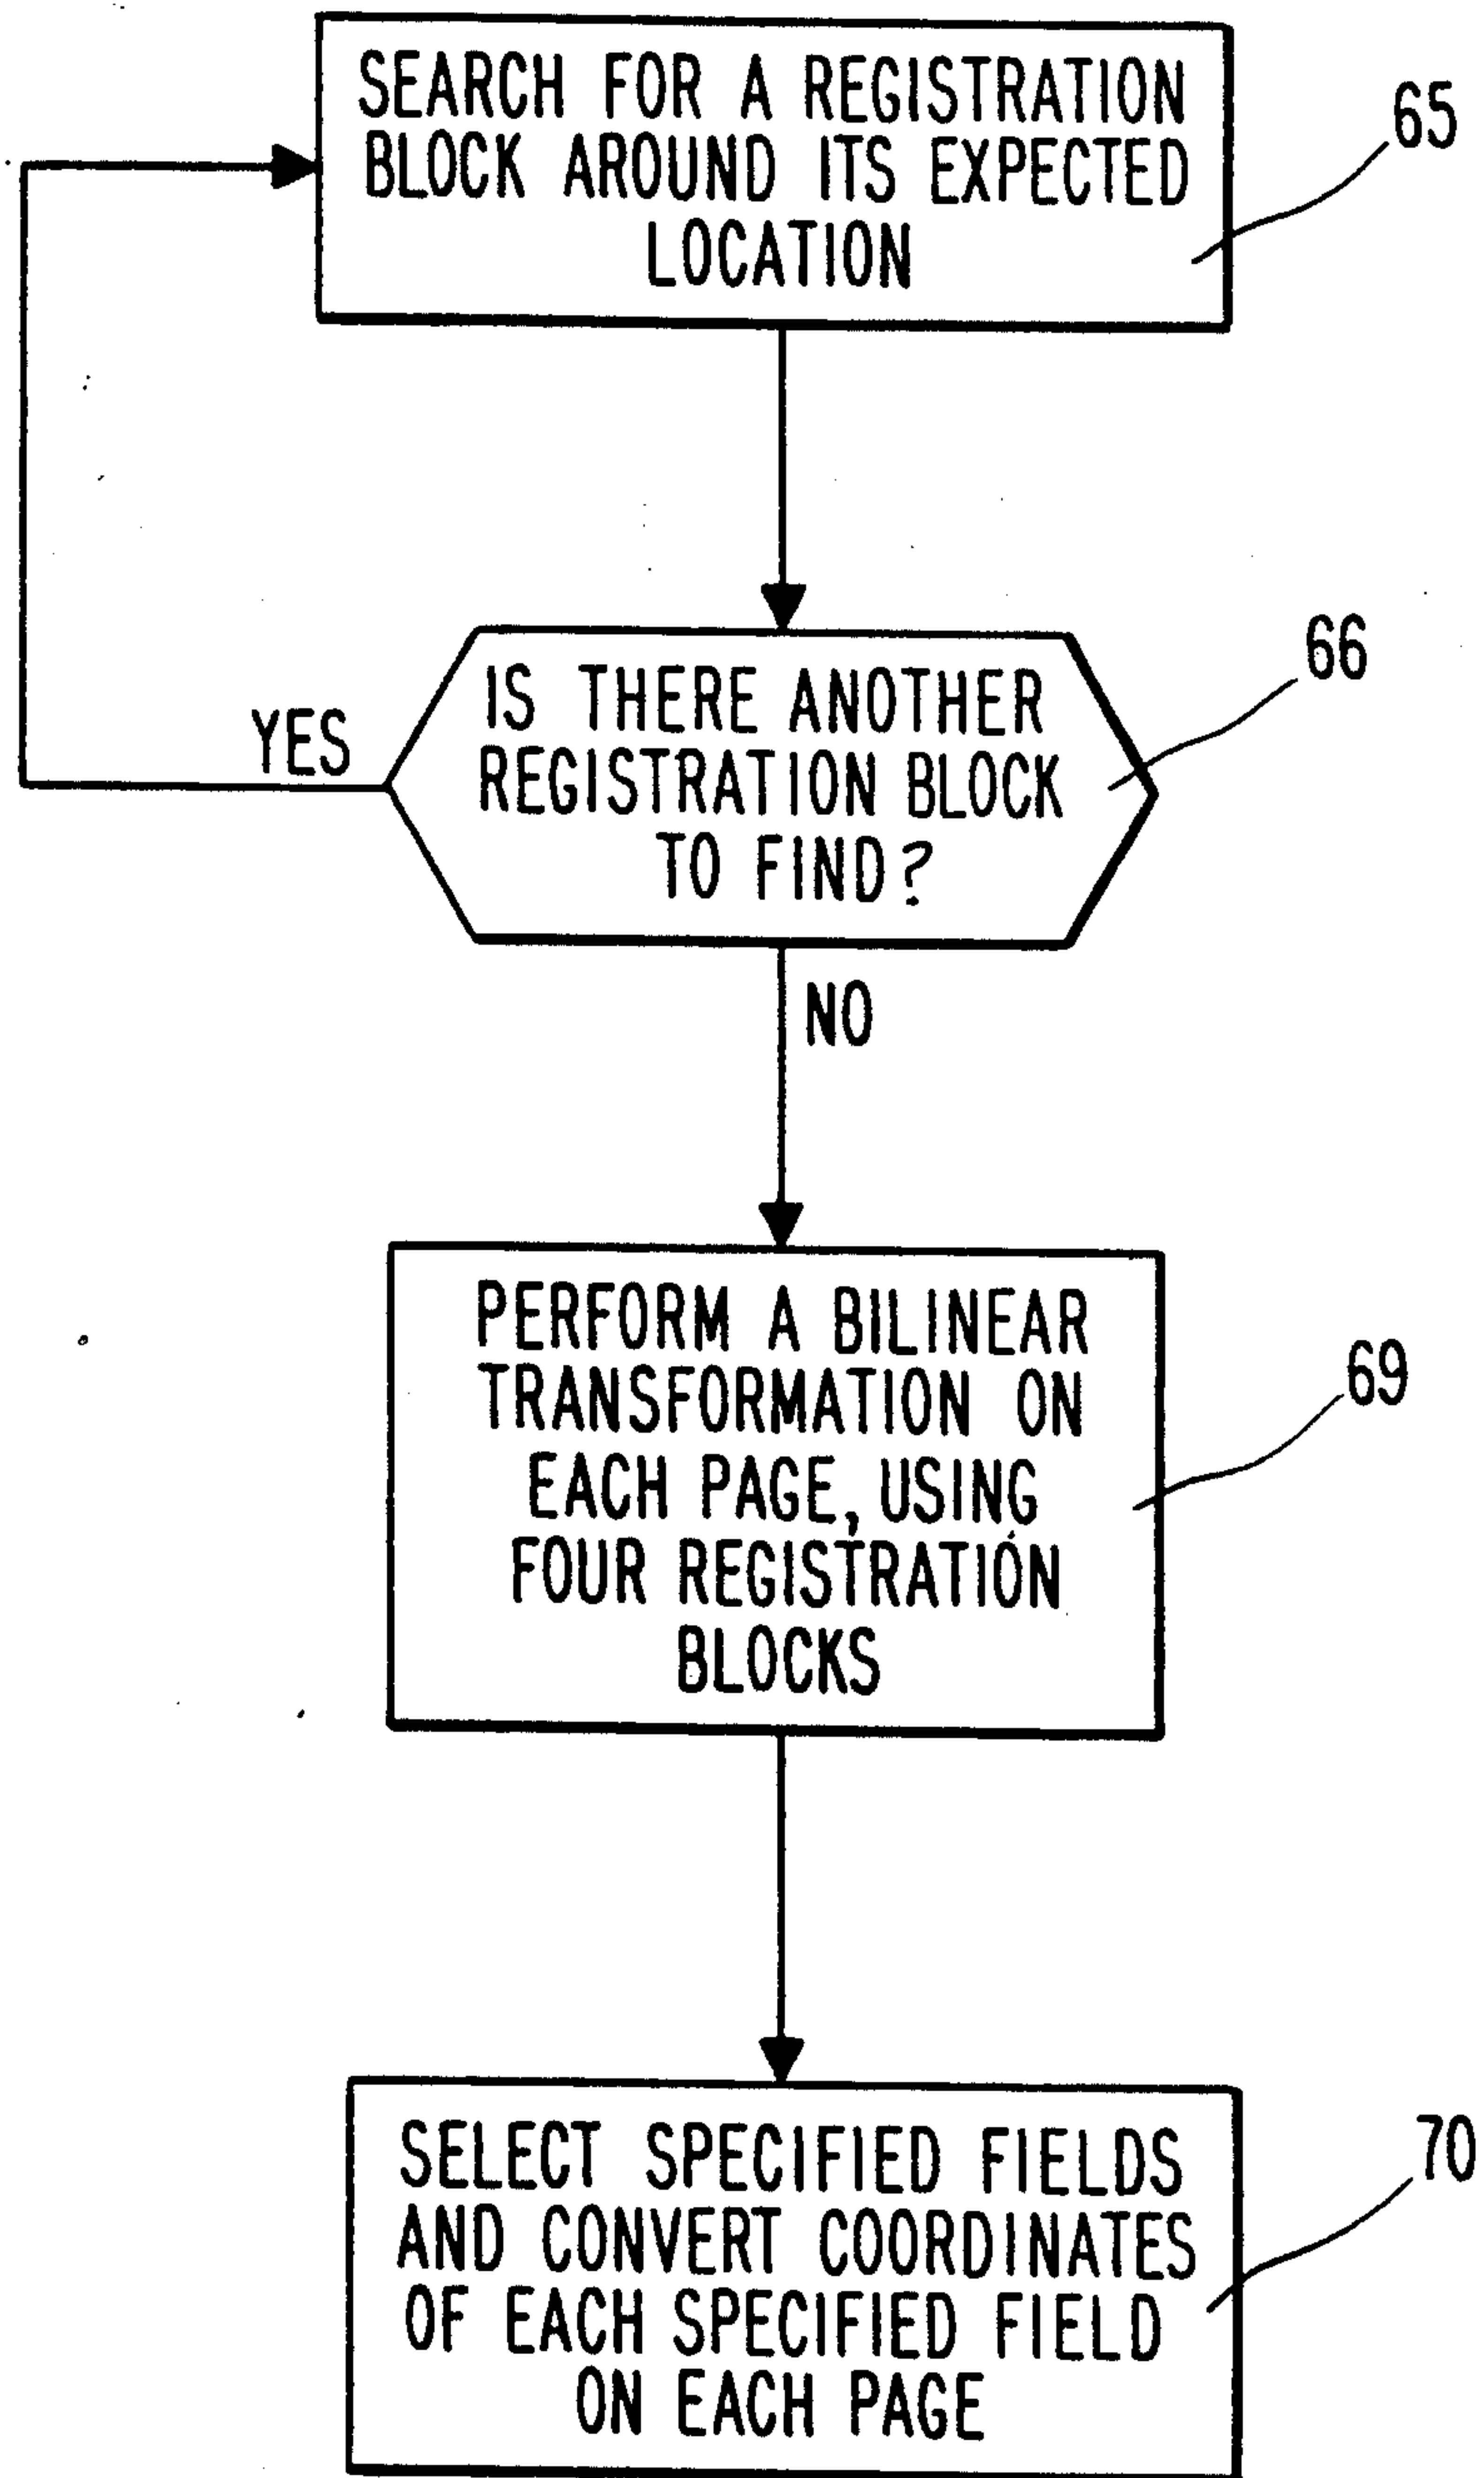 SEARCH FOR A REGISTRATION
BLOCK AROUND ITS EXPECTED
LOCATION
65
IS THERE ANOTHER
REGISTRATION BLOCK
TO FIND?
66
YES
NO
PERFORM A BILINEAR
TRANSFORMATION ON
EACH PAGE, USING
FOUR REGISTRATION
BLOCKS
69
SELECT SPECIFIED FIELDS
AND CONVERT COORDINATES
OF EACH SPECIFIED FIELD
ON EACH PAGE
70